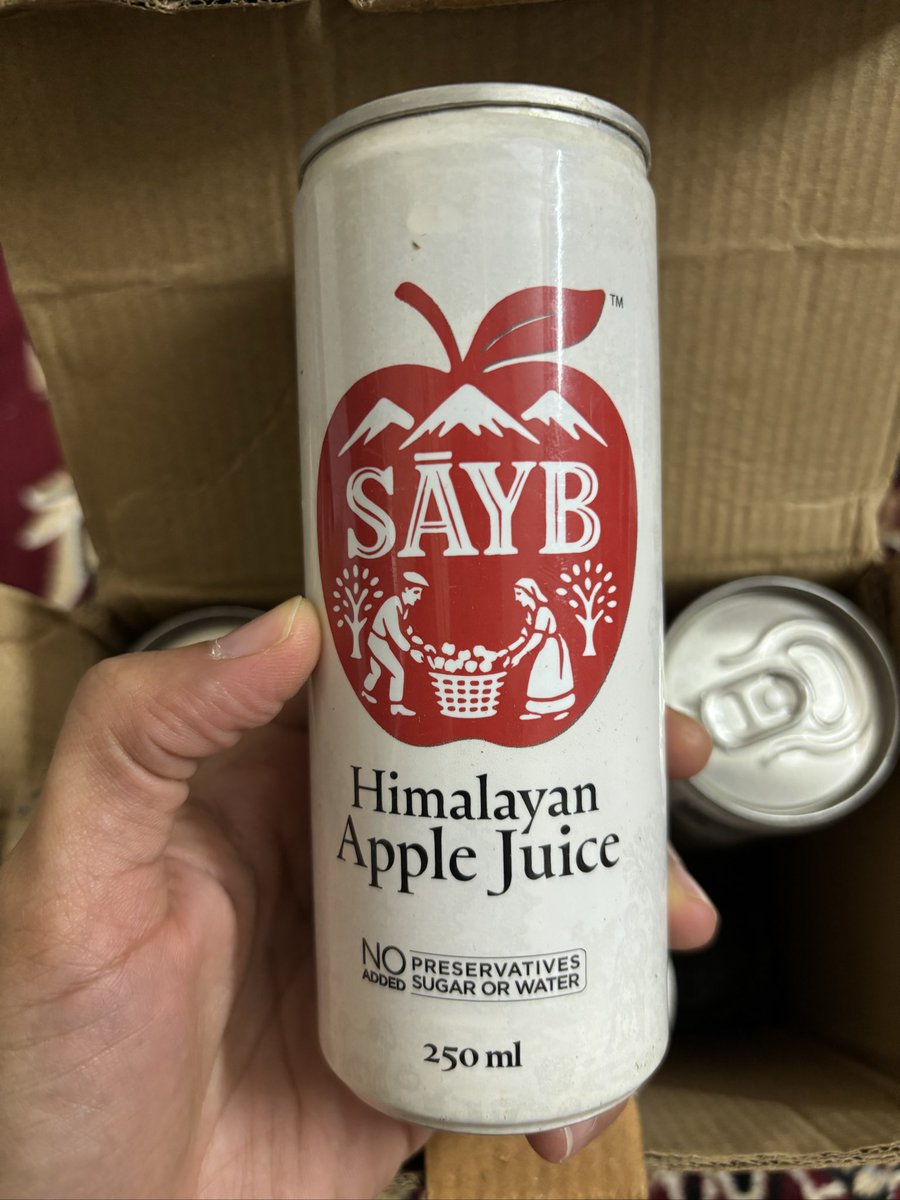 TM
SĀYB
Himalayan
Apple Juice
NO ADDED PRESERVATIVES
SUGAR OR WATER
250 ml